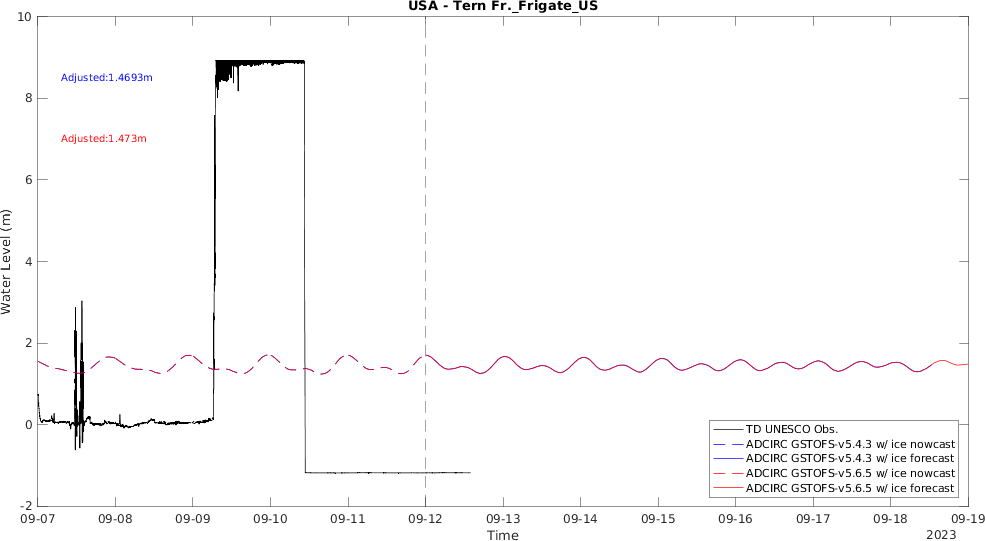 USA - Tern Fr._Frigate_US
Water Level (m)
10
8
6
4
2
0
-2
Adjusted:1.4693m
Adjusted:1.473m
TD UNESCO Obs.
ADCIRC GSTOFS-v5.4.3 w/ ice nowcast
ADCIRC GSTOFS-v5.4.3 w/ ice forecast
ADCIRC GSTOFS-v5.6.5 w/ ice nowcast
ADCIRC GSTOFS-v5.6.5 w/ ice forecast
09-07 09-08 09-09 09-10 09-11 09-12 09-13 09-14 09-15 09-16 09-17 09-18 09-19
Time
2023